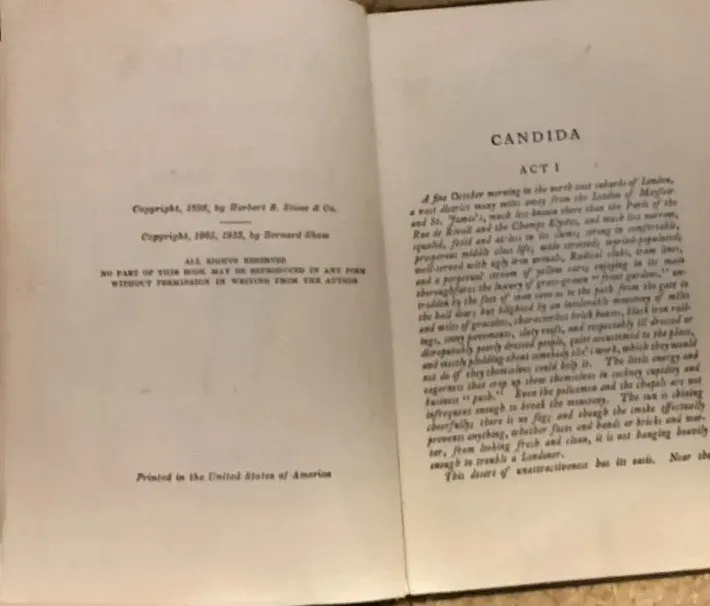 Copyright, 1898, by Herbert S. Stone & Co.
Copyright, 1905, 1933, by Bernard Shaw
ALL RIGHTS RESERVED
NO PART OF THIS BOOK MAY BE REPRODUCED IN ANY FORM
WITHOUT PERMISSION IN WRITING FROM THE AUTHOR
Printed in the United States of America
CANDIDA
ACT I
A fine October morning in the north east suburbs of London,
a vast district many miles away from the London of Mayfair
and St. James's, much less known there than the Paris of the
Rue de Rivoli and the Champs Elysées, and much less narrow,
squalid, fetid and airless in its slums; strong in comfortable,
prosperous middle class life; wide-streeted; myriad-populated;
well-served with ugly iron urinals, Radical clubs, tram lines,
and a perpetual stream of yellow cars; enjoying in its main
thoroughfares the luxury of grass-grown "front gardens," un-
trodden by the foot of man save as to the path from the gate to
the hall door; but blighted by an intolerable monotony of miles
and miles of graceless, characterless brick houses, black iron rail-
ings, stony pavements, slaty roofs, and respectably ill dressed or
disreputably poorly dressed people, quite accustomed to the place,
and mostly plodding about somebody else's work, which they would
not do if they themselves could help it. The little energy and
eagerness that crop up show themselves in cockney cupidity and
business "push." Even the policemen and the chapels are not
infrequent enough to break the monotony. The sun is shining
cheerfully; there is no fog; and though the smoke effectually
prevents anything, whether faces and hands or bricks and mor-
tar, from looking fresh and clean, it is not hanging heavily
enough to trouble a Londoner.
This desert of unattractiveness has its oasis. Near the